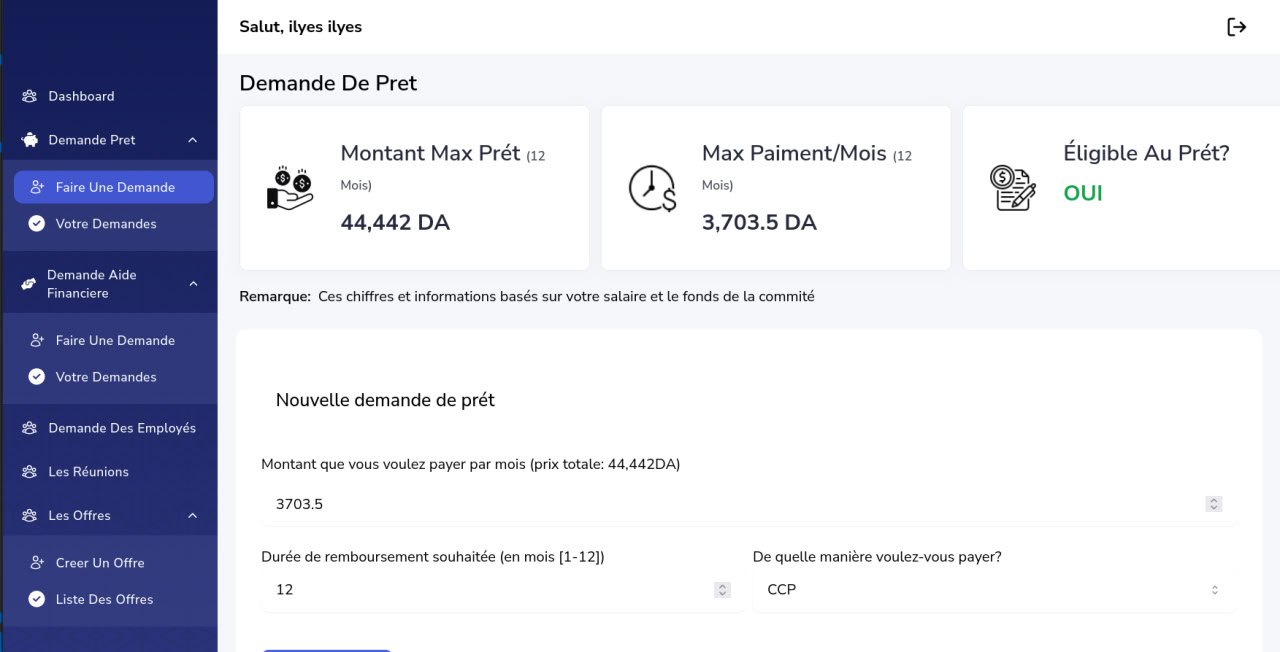 Salut, ilyes ilyes
Dashboard
Demande Pret
Faire Une Demande
Votre Demandes
Demande Aide
Financiere
Faire Une Demande
Votre Demandes
Demande Des Employés
Les Réunions
Les Offres
Creer Un Offre
Liste Des Offres
Demande De Pret
Montant Max Prét (12
Mois)
44,442 DA
Max Paiment/Mois (12
Mois)
3,703.5 DA
Éligible Au Prét?
OUI
Remarque: Ces chiffres et informations basés sur votre salaire et le fonds de la commité
Nouvelle demande de prét
Montant que vous voulez payer par mois (prix totale: 44,442DA)
3703.5
Durée de remboursement souhaitée (en mois [1-12])
12
De quelle manière voulez-vous payer?
CCP